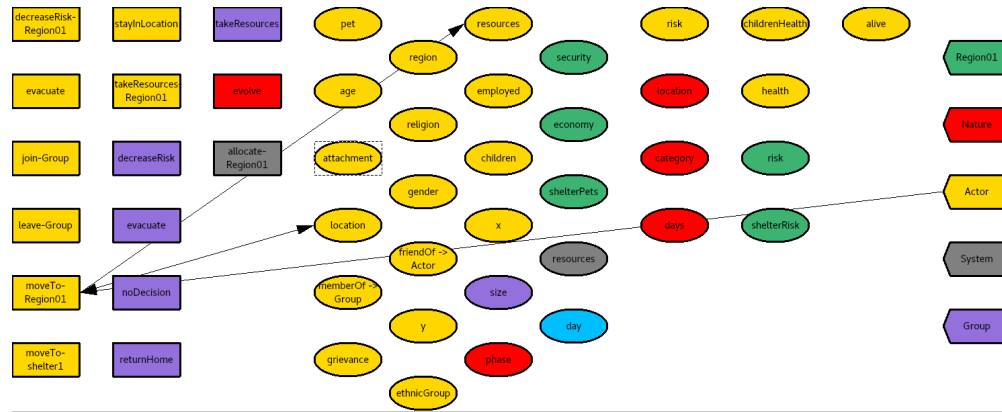 decreaseRisk-
Region01
stayInLocation
takeResources
pet
resources
risk
childrenHealth
alive
region
security
Region01
evacuate
takeResources-
Region01
evolve
age
employed
location
health
religion
economy
Nature
join-Group
decreaseRisk
allocate-
Region01
attachment
children
category
risk
gender
shelterPets
Actor
leave-Group
evacuate
location
x
days
shelterRisk
friendOf ->
Actor
resources
System
moveTo-
Region01
noDecision
memberOf ->
Group
size
y
day
Group
moveTo-
shelter1
returnHome
grievance
phase
ethnicGroup